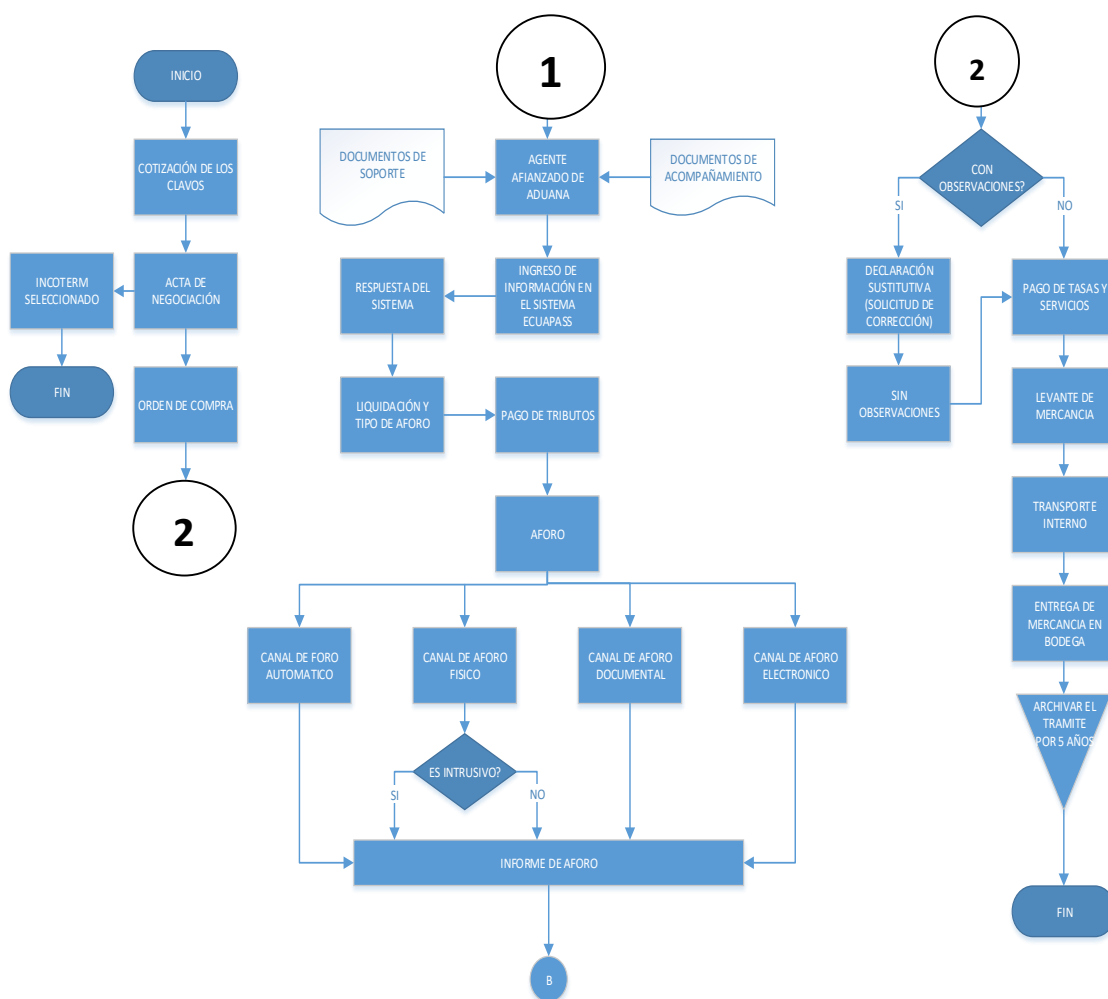 INICIO
COTIZACIÓN DE LOS
CLAVOS
INCOTERM
SELECCIONADO
ACTA DE
NEGOCIACIÓN
FIN
ORDEN DE COMPRA
2
1
DOCUMENTOS DE
SOPORTE
AGENTE
AFIANZADO DE
ADUANA
DOCUMENTOS DE
ACOMPAÑAMIENTO
RESPUESTA DEL
SISTEMA
INGRESO DE
INFORMACIÓN EN
EL SISTEMA
ECUAPASS
LIQUIDACIÓN Y
TIPO DE AFORO
PAGO DE TRIBUTOS
AFORO
CANAL DE FORO
AUTOMATICO
CANAL DE AFORO
FISICO
CANAL DE AFORO
DOCUMENTAL
CANAL DE AFORO
ELECTRONICO
ES INTRUSIVO?
SI
NO
INFORME DE AFORO
B
2
CON
OBSERVACIONES?
SI
NO
DECLARACIÓN
SUSTITUTIVA
(SOLICITUD DE
CORRECCIÓN)
PAGO DE TASAS Y
SERVICIOS
SIN
OBSERVACIONES
LEVANTE DE
MERCANCIA
TRANSPORTE
INTERNO
ENTREGA DE
MERCANCIA EN
BODEGA
ARCHIVAR EL
TRAMITE
POR 5 AÑOS
FIN